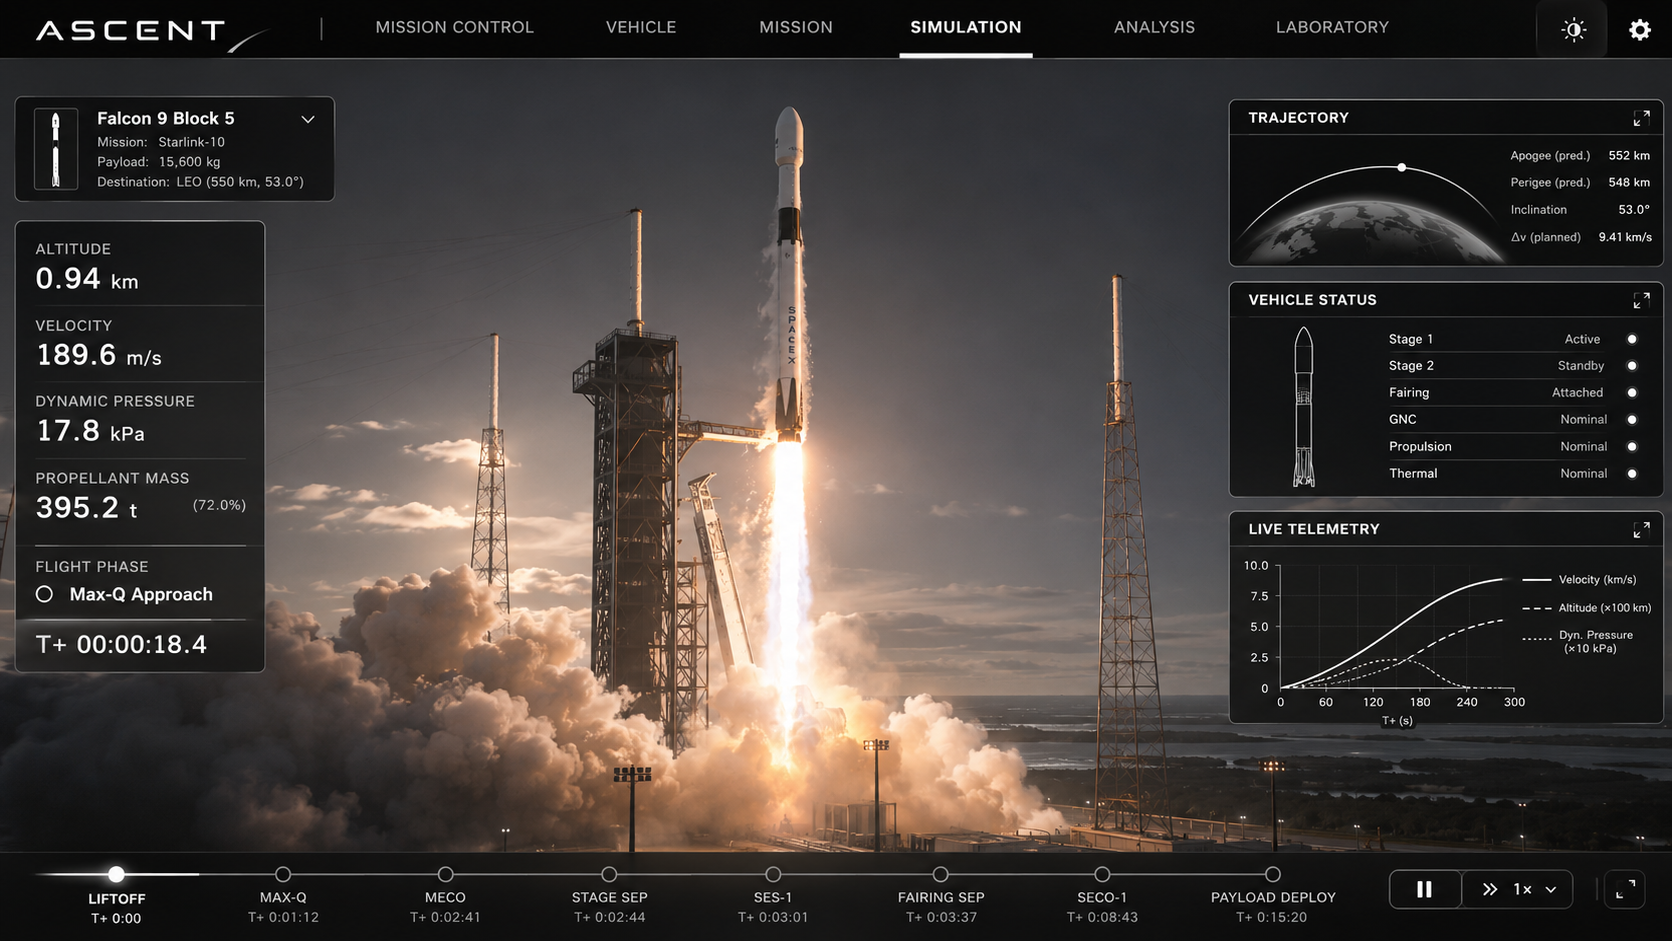 ASCENT
MISSION CONTROL
VEHICLE
MISSION
SIMULATION
ANALYSIS
LABORATORY
Falcon 9 Block 5
Mission: Starlink-10
Payload: 15,600 kg
Destination: LEO (550 km, 53.0°)
ALTITUDE
0.94 km
VELOCITY
189.6 m/s
DYNAMIC PRESSURE
17.8 kPa
PROPELLANT MASS
395.2 t (72.0%)
FLIGHT PHASE
Max-Q Approach
T+ 00:00:18.4
SPACEX
TRAJECTORY
Apogee (pred.) 552 km
Perigee (pred.) 548 km
Inclination 53.0°
Δv (planned) 9.41 km/s
VEHICLE STATUS
Stage 1 Active
Stage 2 Standby
Fairing Attached
GNC Nominal
Propulsion Nominal
Thermal Nominal
LIVE TELEMETRY
10.0
7.5
5.0
2.5
0
0 60 120 180 240 300
T+ (s)
Velocity (km/s)
Altitude (×100 km)
Dyn. Pressure
(×10 kPa)
LIFTOFF
T+ 0:00
MAX-Q
T+ 0:01:12
MECO
T+ 0:02:41
STAGE SEP
T+ 0:02:44
SES-1
T+ 0:03:01
FAIRING SEP
T+ 0:03:37
SECO-1
T+ 0:08:43
PAYLOAD DEPLOY
T+ 0:15:20
1×